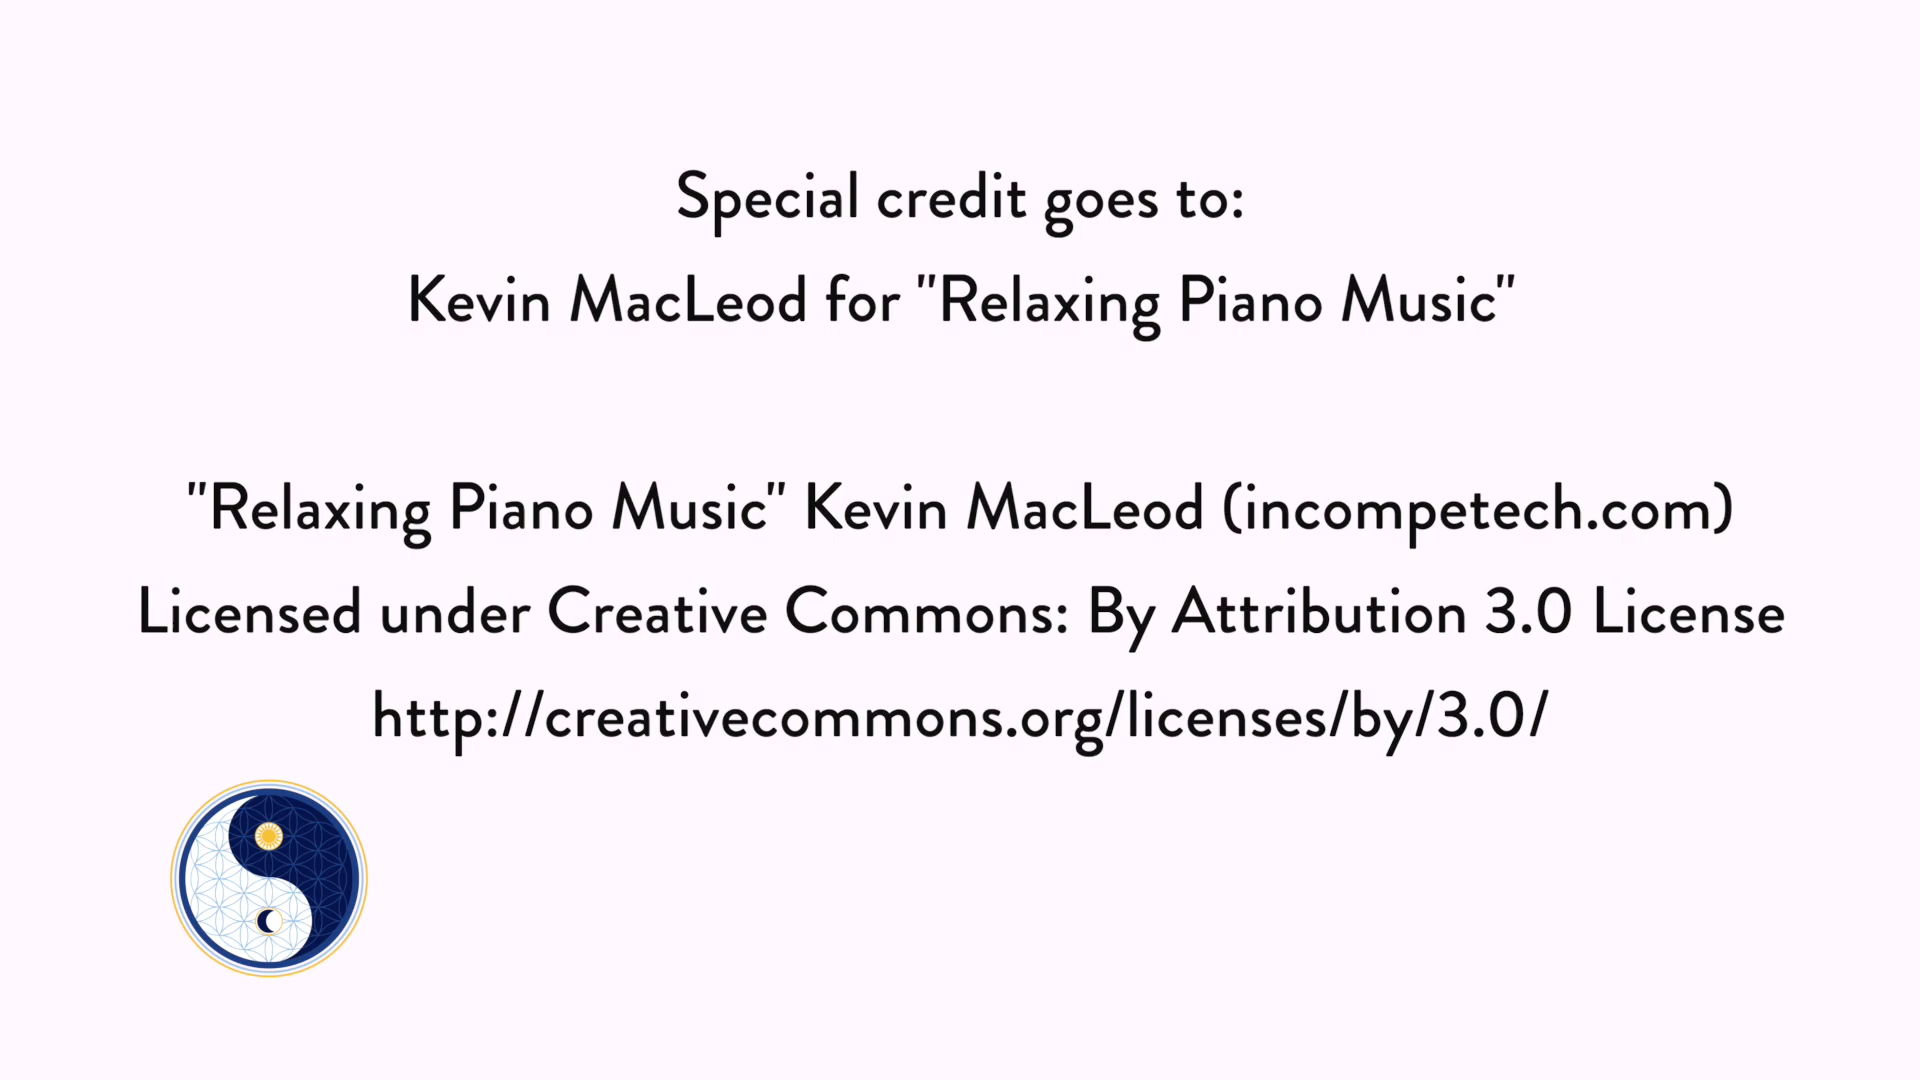 Special credit goes to:
Kevin MacLeod for "Relaxing Piano Music"
"Relaxing Piano Music" Kevin MacLeod (incompetech.com)
Licensed under Creative Commons: By Attribution 3.0 License
http://creativecommons.org/licenses/by/3.0/